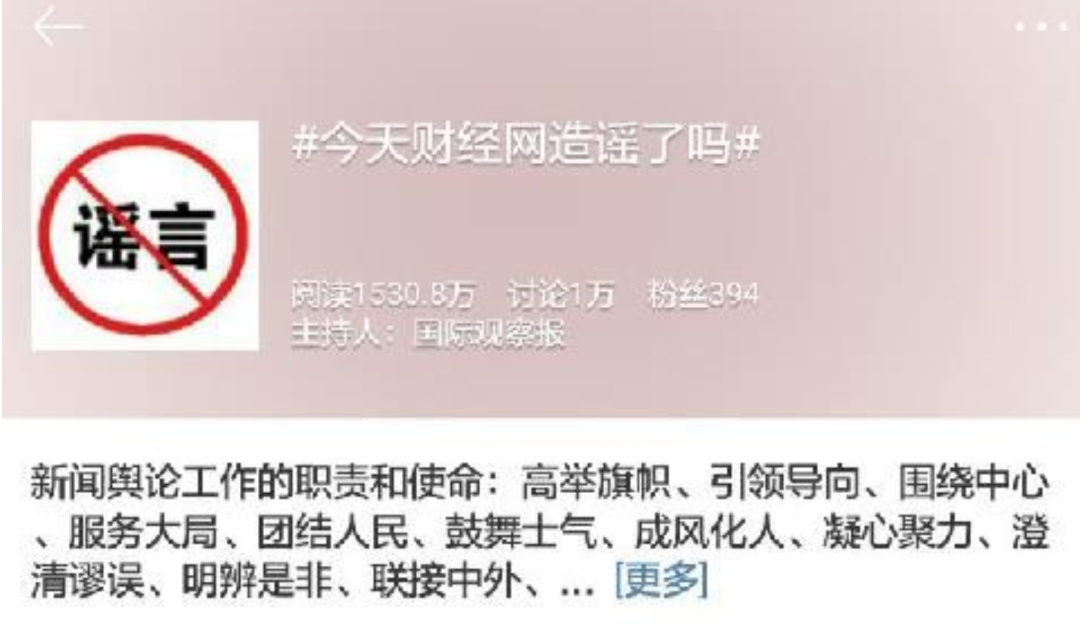 #今天财经网造谣了吗#
谣言
阅读1530.8万 讨论1万 粉丝394
主持人：国际观察报
新闻舆论工作的职责和使命：高举旗帜、引领导向、围绕中心
、服务大局、团结人民、鼓舞士气、成风化人、凝心聚力、澄
清谬误、明辨是非、联接中外、... [更多]